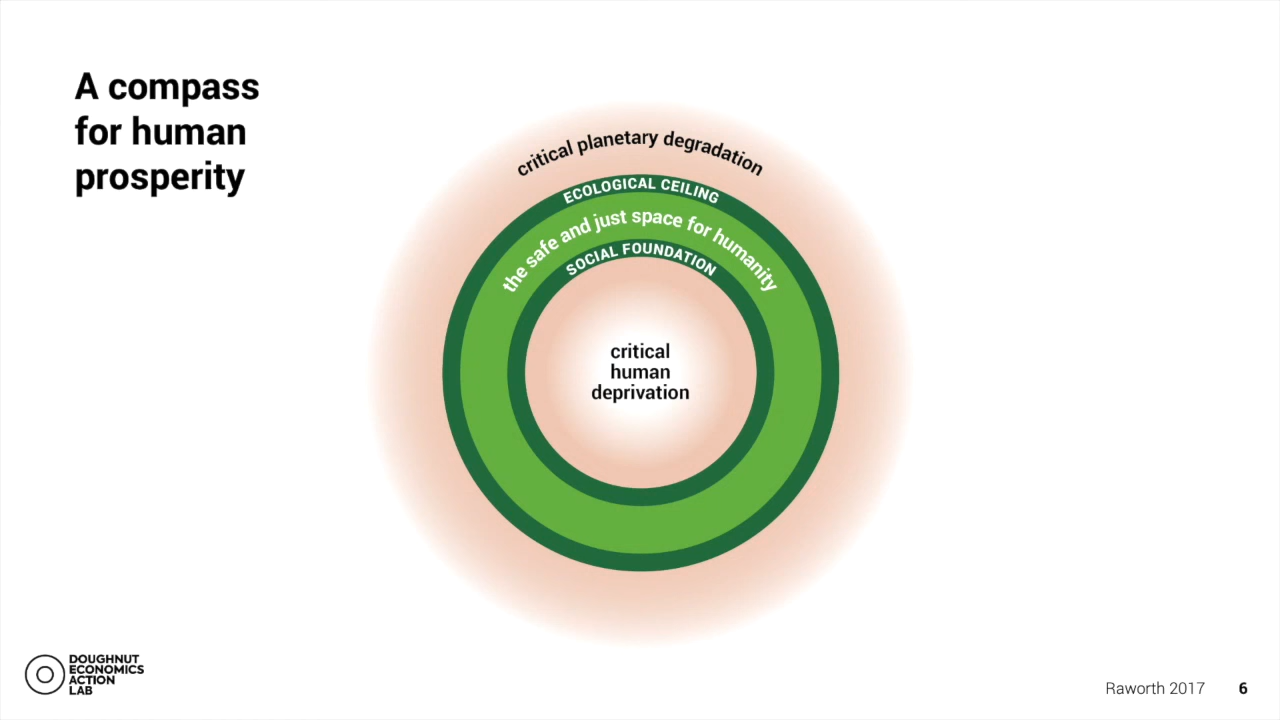 A compass
for human
prosperity
critical planetary degradation
ECOLOGICAL CEILING
the safe and just space for humanity
SOCIAL FOUNDATION
critical
human
deprivation
DOUGHNUT
ECONOMICS
ACTION
LAB
Raworth 2017 6